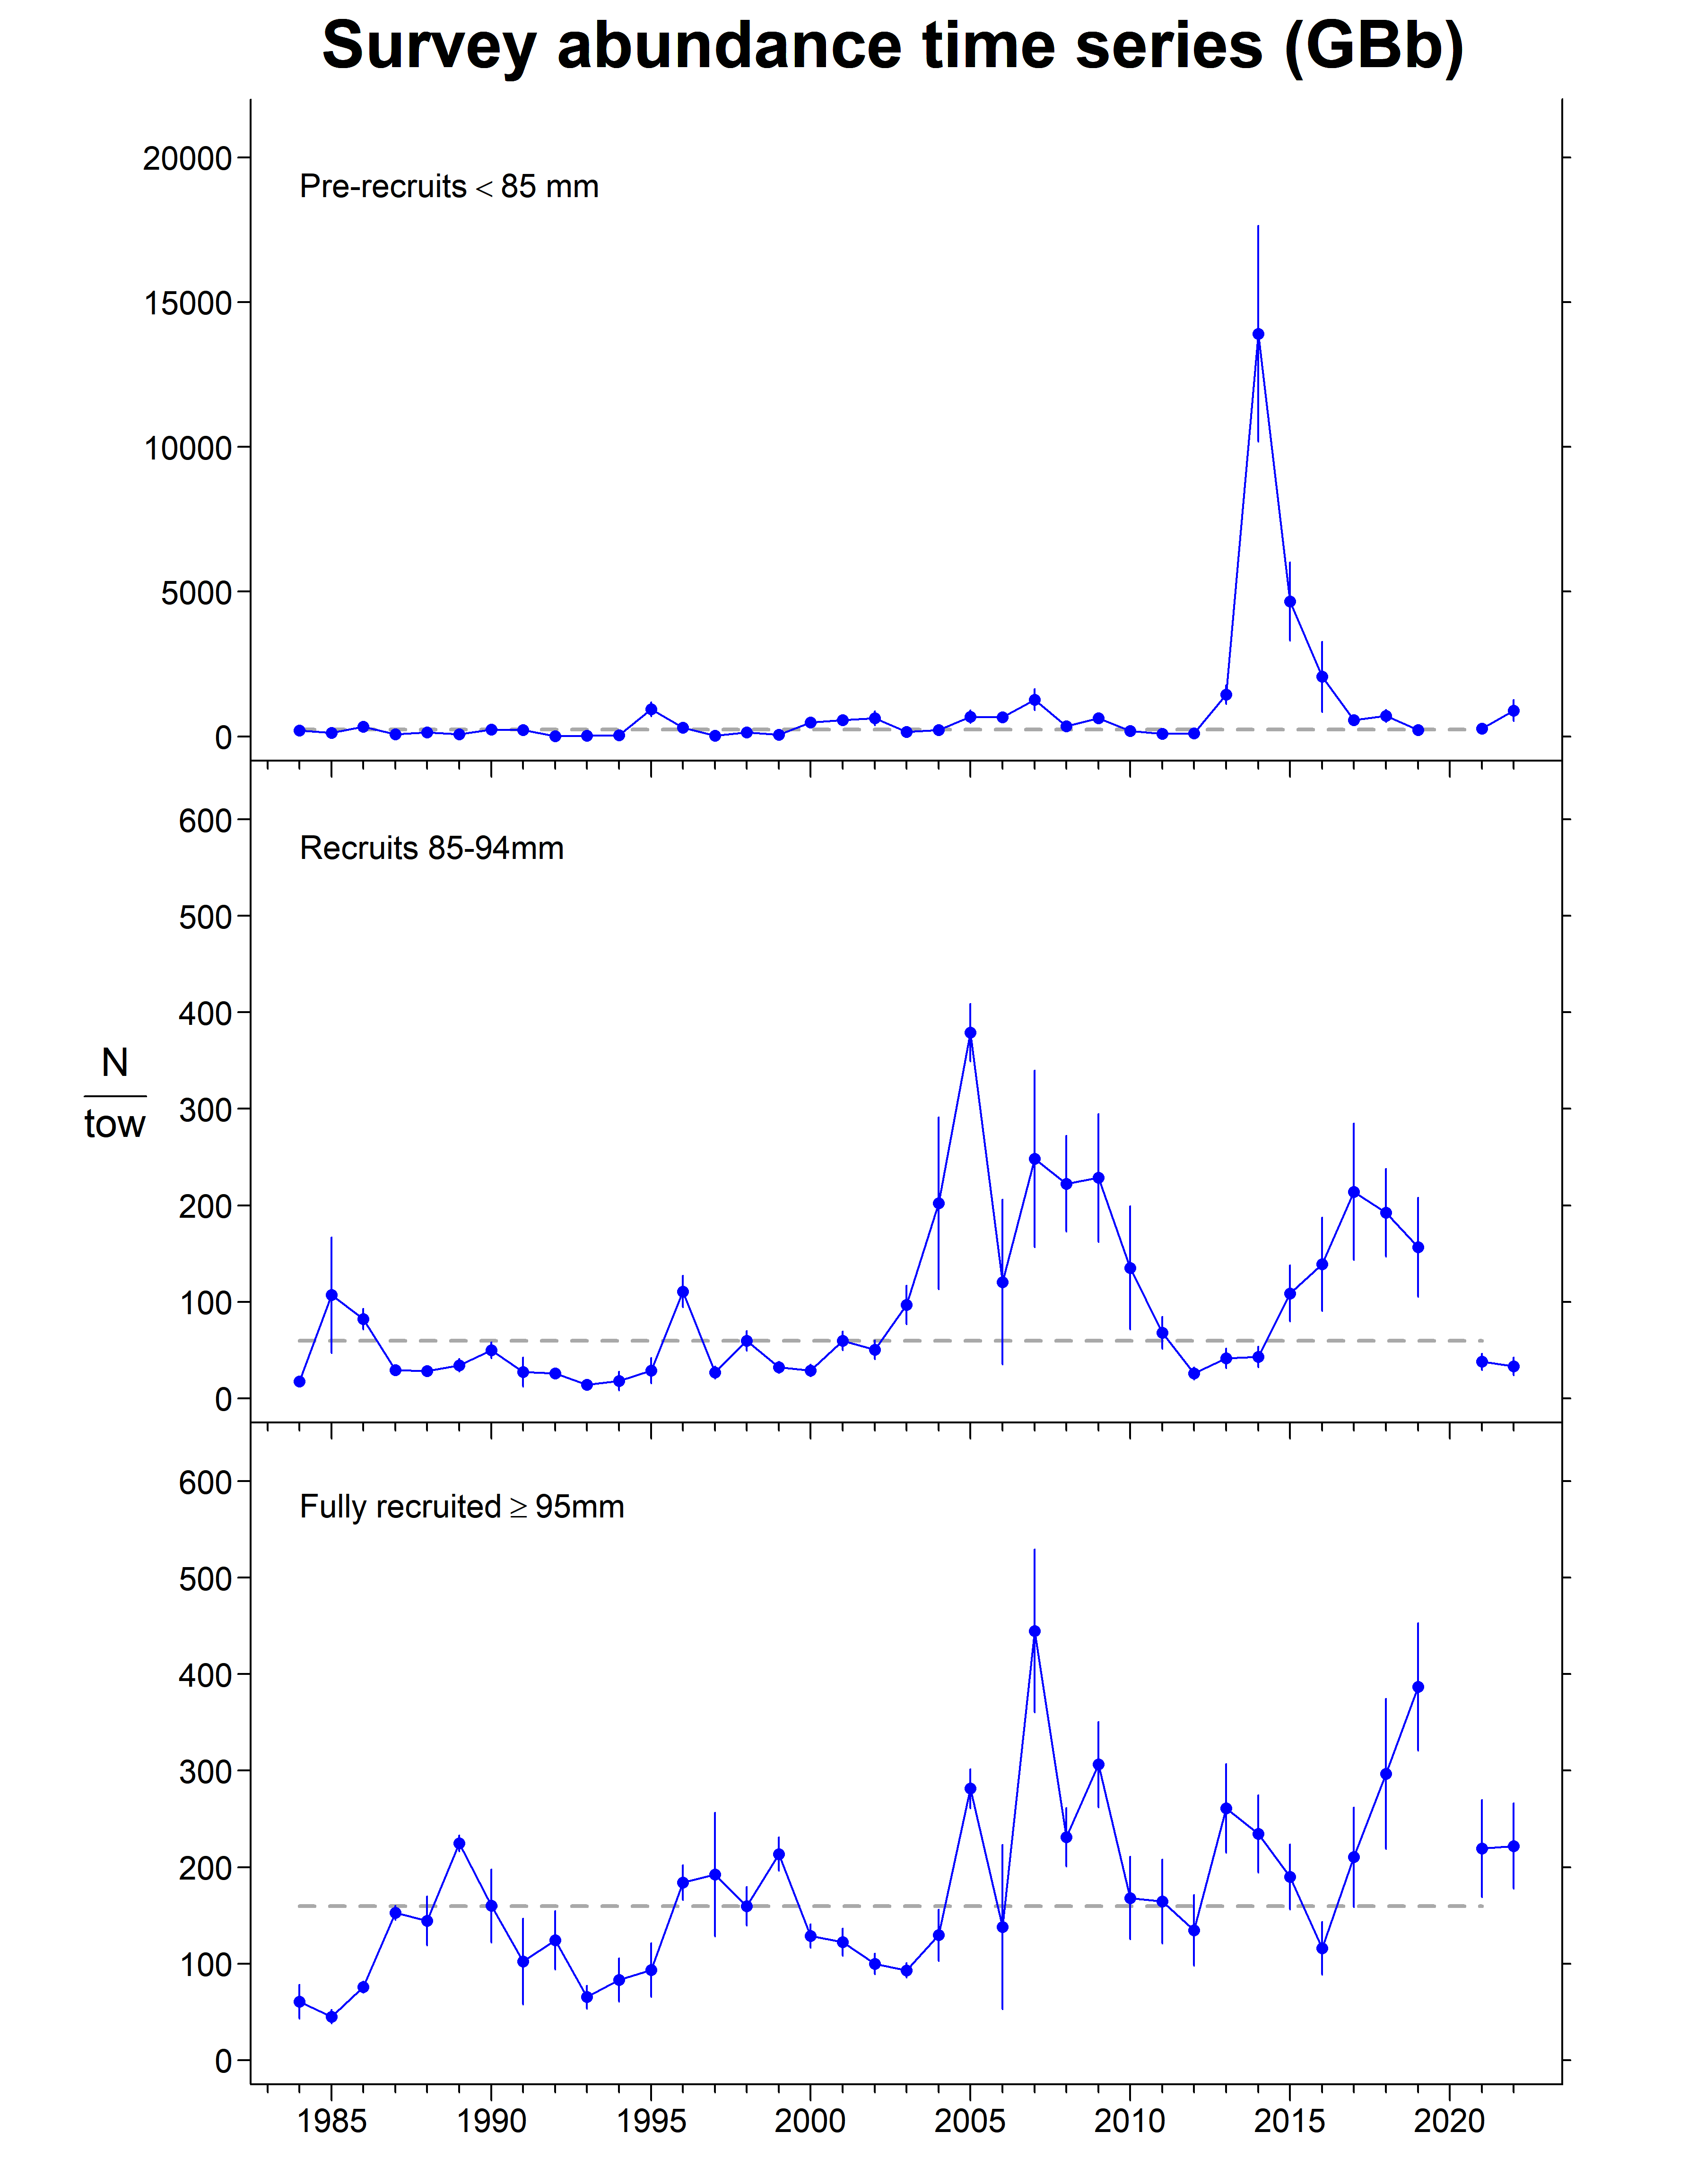 Survey abundance time series (GBb)
20000
Pre-recruits < 85 mm
15000
10000
5000
0
600
Recruits 85-94mm
500
400
N
tow
300
200
100
0
600
Fully recruited ≥ 95mm
500
400
300
200
100
0
1985 1990 1995 2000 2005 2010 2015 2020